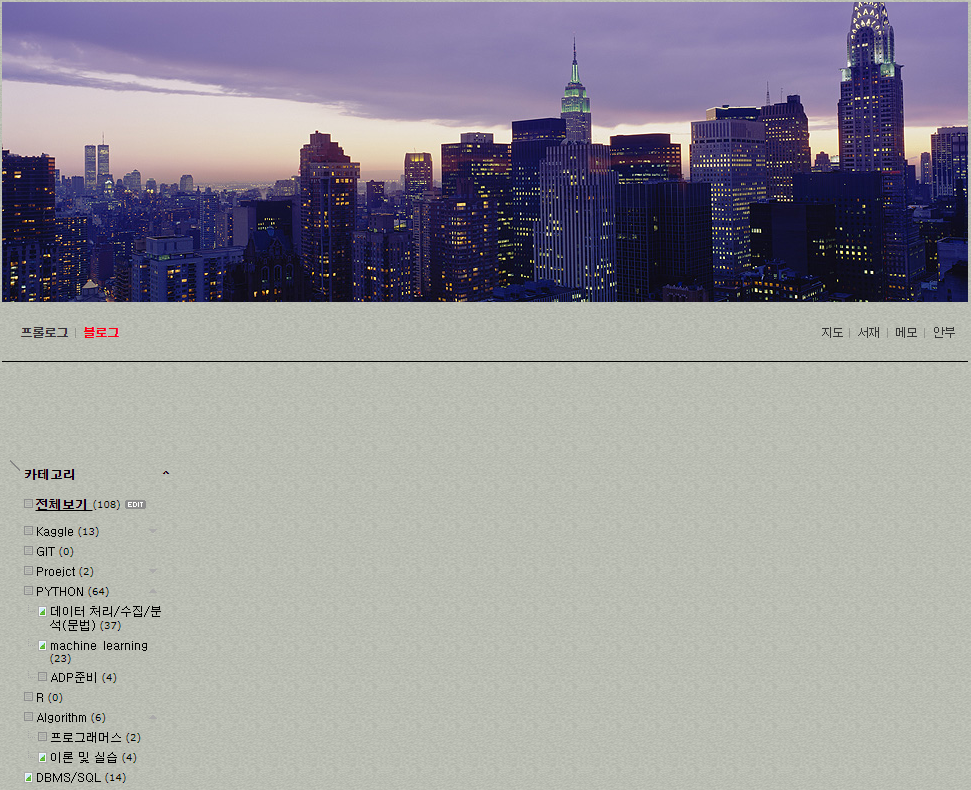 프롤로그 | 블로그
지도 | 서재 | 메모 | 안부
카테고리
전체보기 (108) EDIT
Kaggle (13)
GIT (0)
Proejct (2)
PYTHON (64)
데이터 처리/수집/분
석(문법) (37)
machine learning
(23)
ADP준비 (4)
R (0)
Algorithm (6)
프로그래머스 (2)
이론 및 실습 (4)
DBMS/SQL (14)